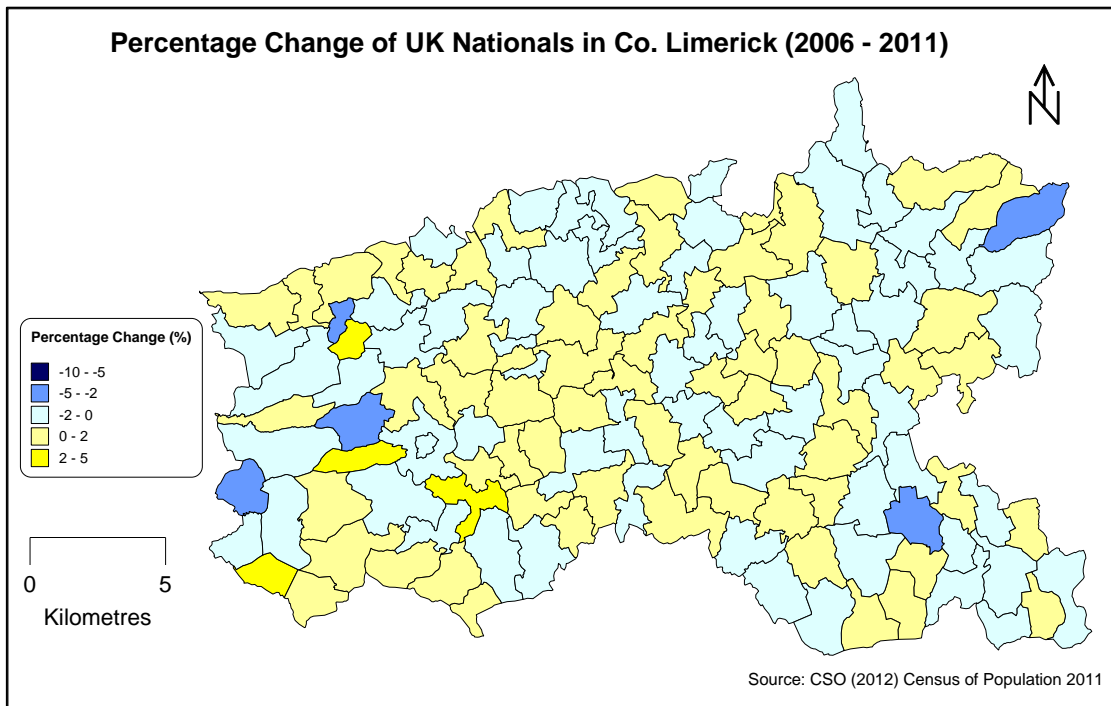 Percentage Change of UK Nationals in Co. Limerick (2006 - 2011)
N
Percentage Change (%)
-10 - -5
-5 - -2
-2 - 0
0 - 2
2 - 5
0 5
Kilometres
Source: CSO (2012) Census of Population 2011